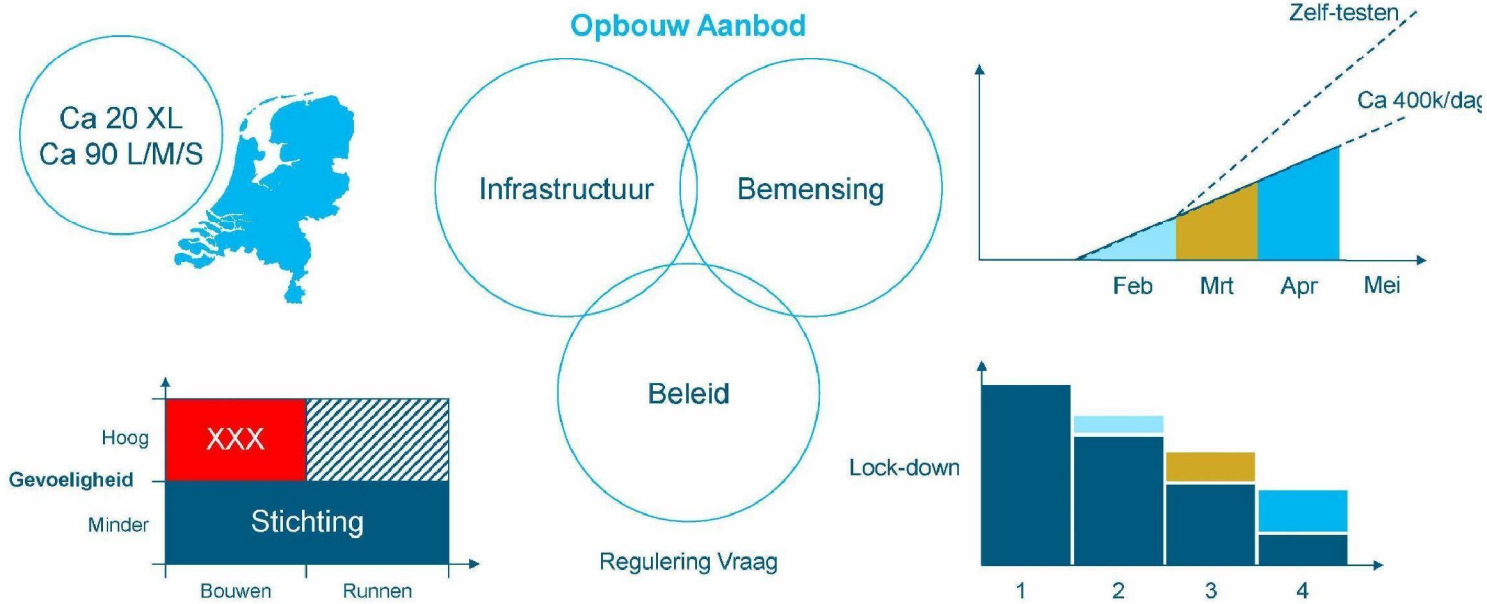 Opbouw Aanbod
Ca 20 XL
Ca 90 L/M/S
Infrastructuur
Bemensing
Beleid
Regulering Vraag
Zelf-testen
Ca 400k/dag
Feb
Mrt
Apr
Mei
Hoog
XXX
Gevoeligheid
Minder
Stichting
Bouwen
Runnen
Lock-down
1
2
3
4